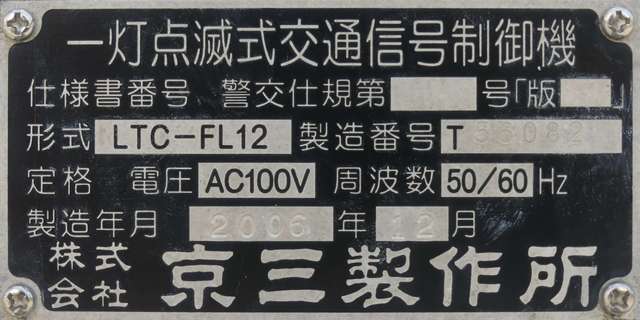 一灯点滅式交通信号制御機
仕様書番号 警交仕規第 号「版
形式 LTC-FL12 製造番号 T
定格 電圧 AC100V 周波数 50/60 Hz
製造年月 2006 年 12 月
株式会社 京三製作所